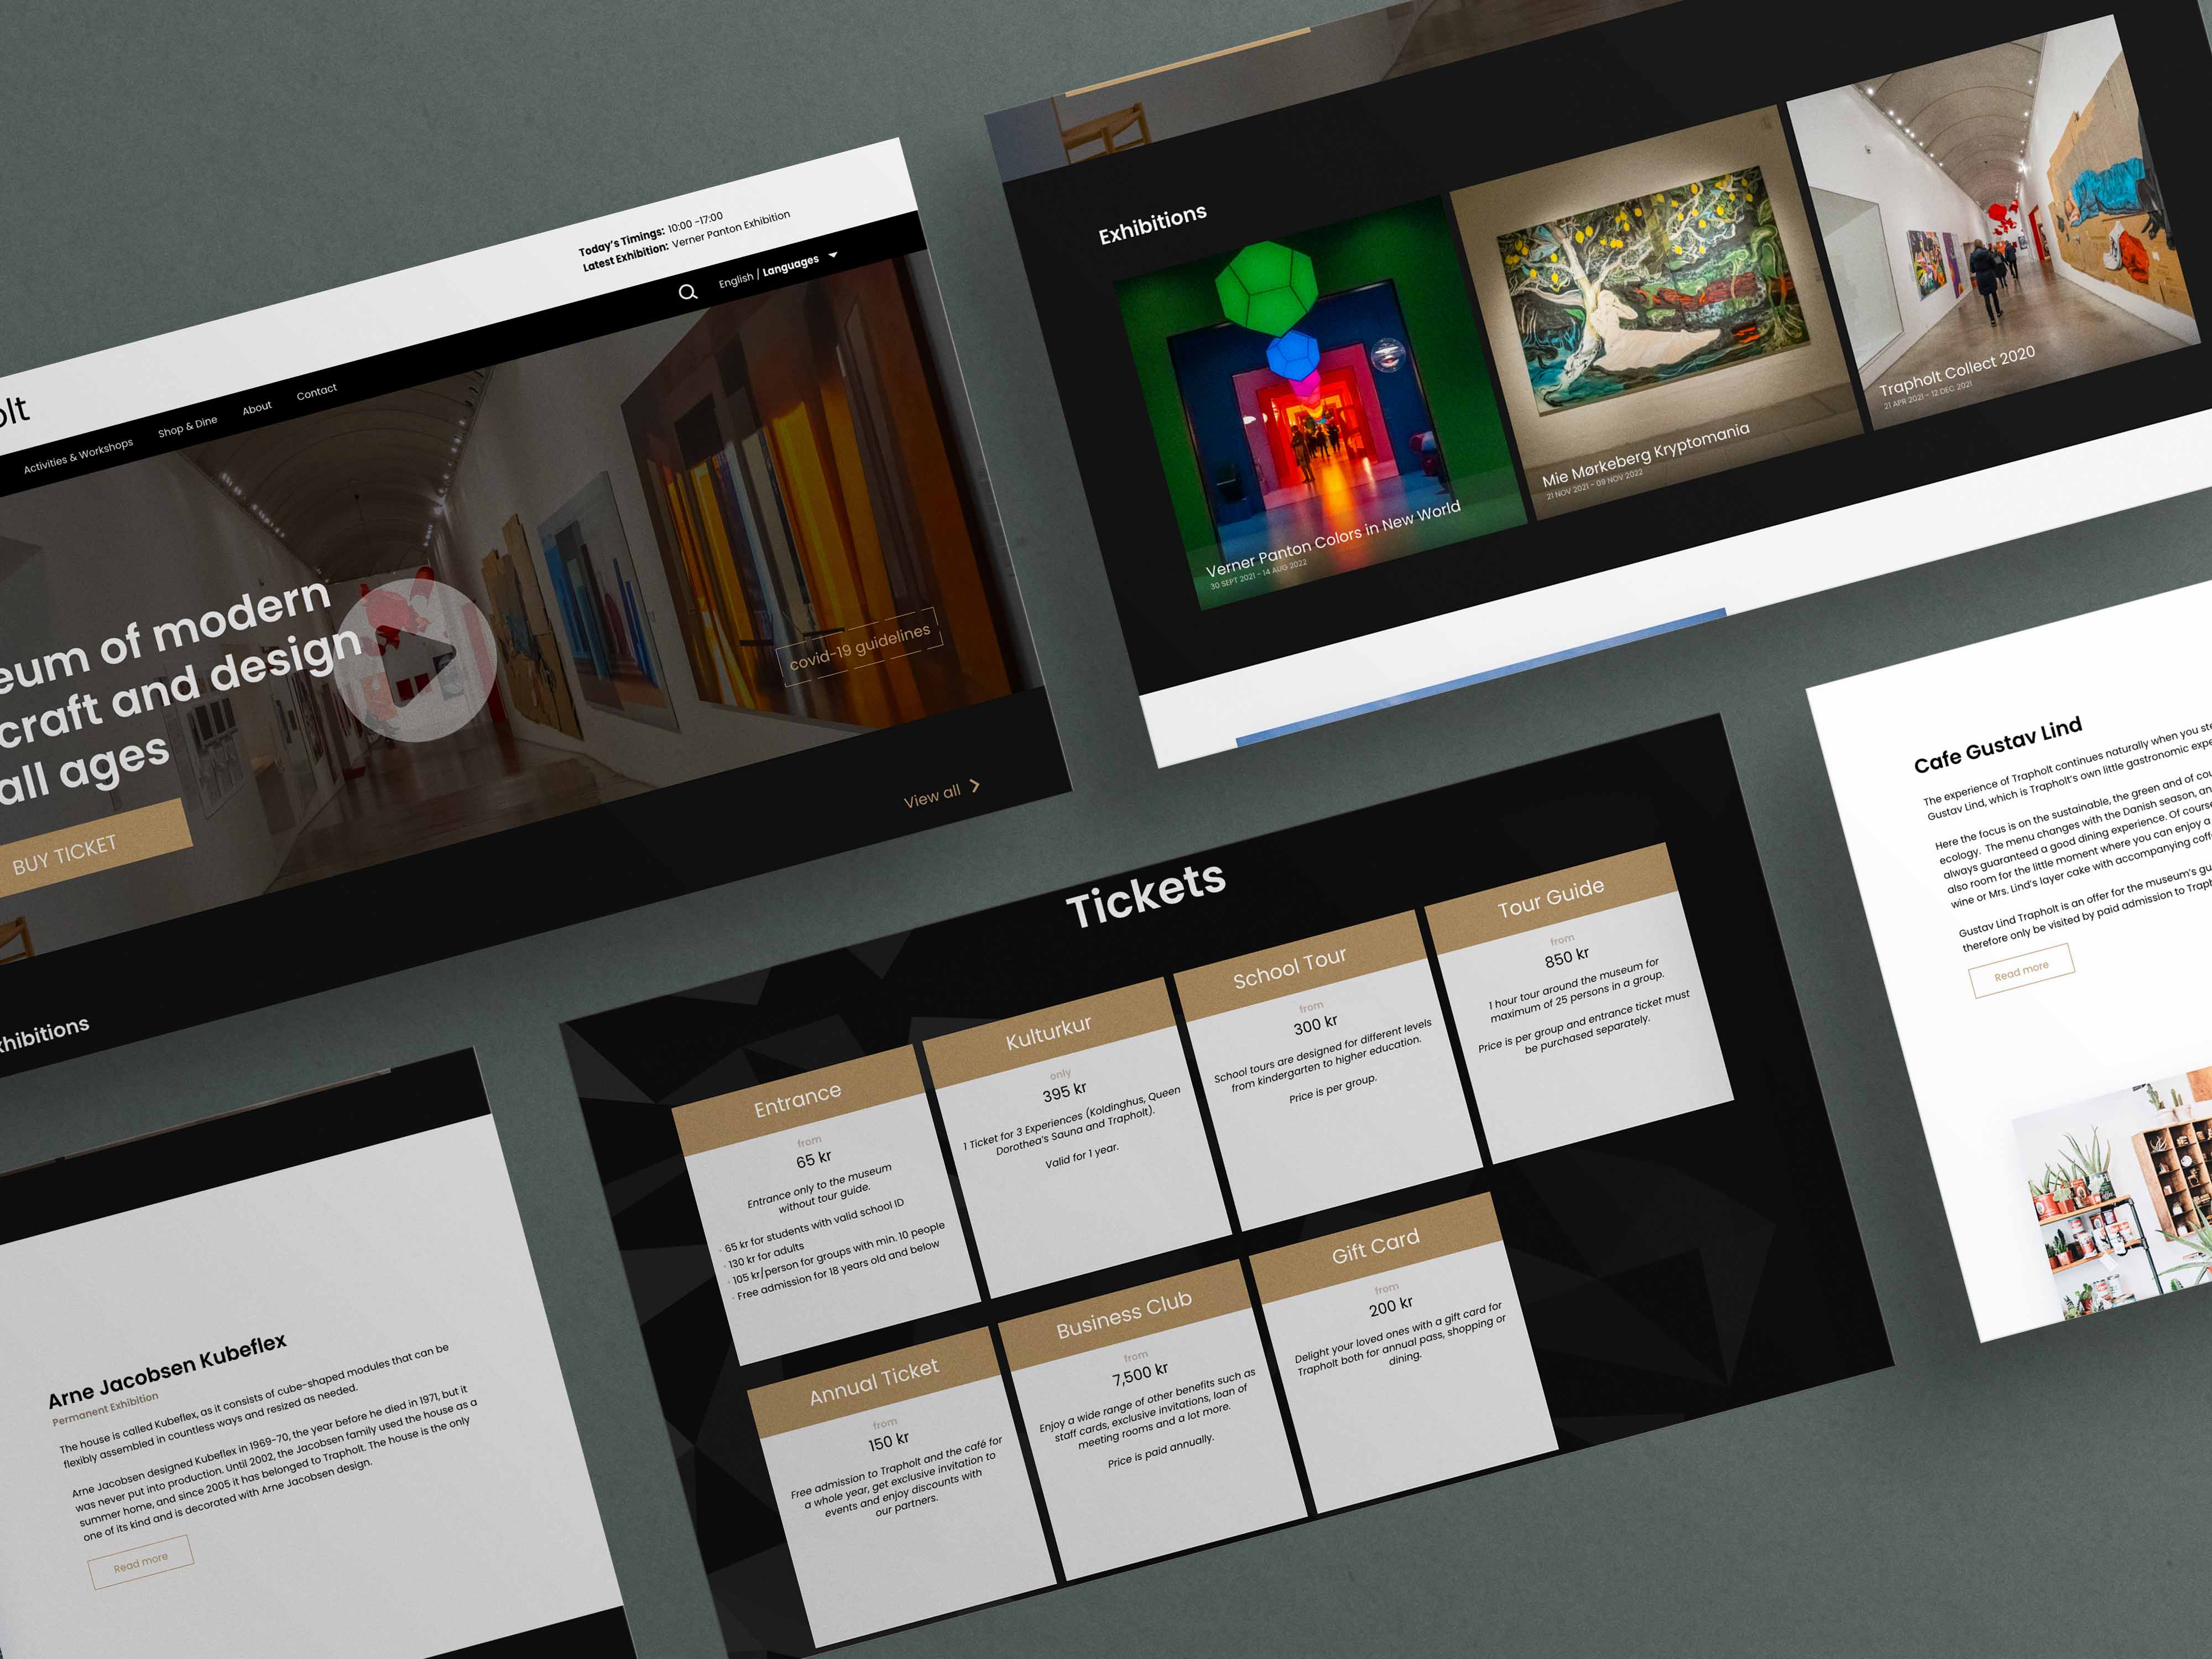 Today's Timings: 10:00 -17:00
Latest Exhibition: Verner Panton Exhibition
English / Languages
Activities & Workshops
Shop & Dine
About
Contact
of modern
craft and design
all ages
BUY TICKET
covid-19 guidelines
View all
Exhibitions
Verner Panton Colors in New World
30 SEPT 2021 - 14 AUG 2022
Mie Mørkeberg Kryptomania
21 NOV 2021 - 09 NOV 2022
Trapholt Collect 2020
21 APR 2021 - 12 DEC 2021
Arne Jacobsen Kubeflex
Permanent Exhibition
The house is called Kubeflex, as it consists of cube-shaped modules that can be
flexibly assembled in countless ways and resized as needed.
Arne Jacobsen designed Kubeflex in 1969-70, the year before he died in 1971, but it
was never put into production. Until 2002, the Jacobsen family used the house as a
summer home, and since 2005 it has belonged to Trapholt. The house is the only
one of its kind and is decorated with Arne Jacobsen design.
Read more
Tickets
Entrance
from
65 kr
Entrance only to the museum
without tour guide.
· 65 kr for students with valid school ID
· 130 kr for adults
· 105 kr/person for groups with min. 10 people
· Free admission for 18 years old and below
Kulturkur
only
395 kr
1 Ticket for 3 Experiences (Koldinghus, Queen
Dorothea's Sauna and Trapholt).
Valid for 1 year.
School Tour
from
300 kr
School tours are designed for different levels
from kindergarten to higher education.
Price is per group.
Tour Guide
from
850 kr
1 hour tour around the museum for
maximum of 25 persons in a group.
Price is per group and entrance ticket must
be purchased separately.
Annual Ticket
from
150 kr
Free admission to Trapholt and the café for
a whole year, get exclusive invitation to
events and enjoy discounts with
our partners.
Business Club
from
7,500 kr
Enjoy a wide range of other benefits such as
staff cards, exclusive invitations, loan of
meeting rooms and a lot more.
Price is paid annually.
Gift Card
from
200 kr
Delight your loved ones with a gift card for
Trapholt both for annual pass, shopping or
dining.
Cafe Gustav Lind
The experience of Trapholt continues naturally when you
Gustav Lind, which is Trapholt's own little gastronomic
Here the focus is on the sustainable, the green and of
ecology. The menu changes with the Danish season,
always guaranteed a good dining experience. Of course
also room for the little moment where you can enjoy a
wine or Mrs. Lind's layer cake with accompanying
Gustav Lind Trapholt is an offer for the museum's
therefore only be visited by paid admission to
Read more